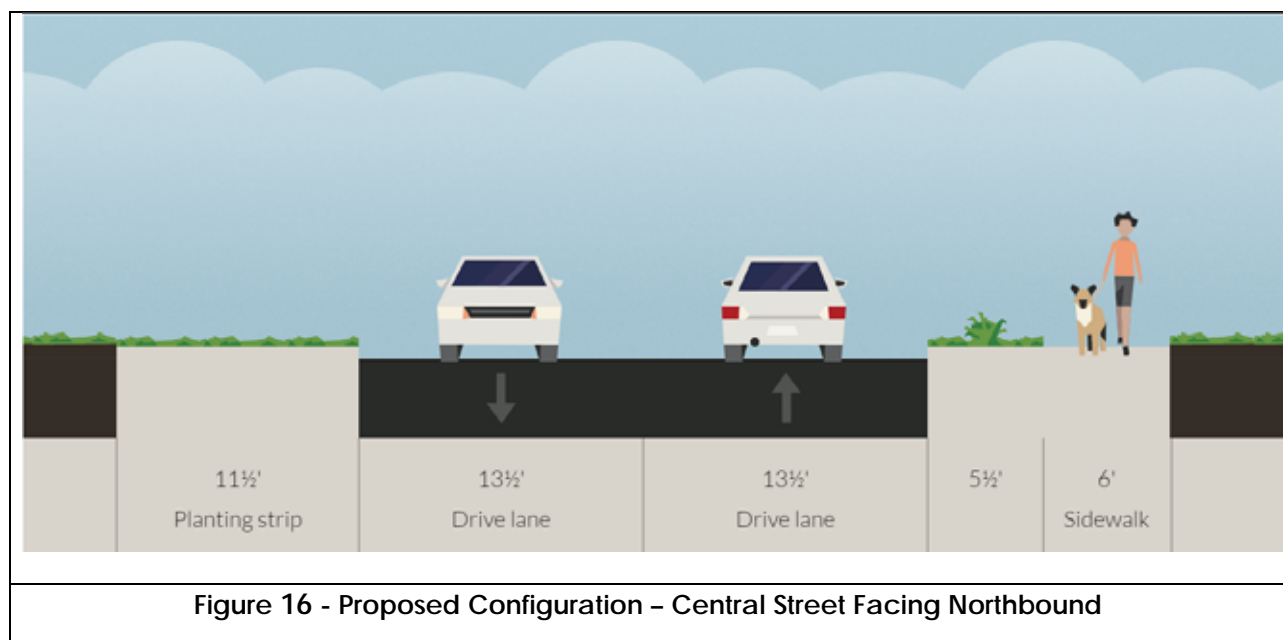 11½' 13½' 13½' 5½' 6'
Planting strip Drive lane Drive lane Sidewalk
Figure 16 - Proposed Configuration – Central Street Facing Northbound